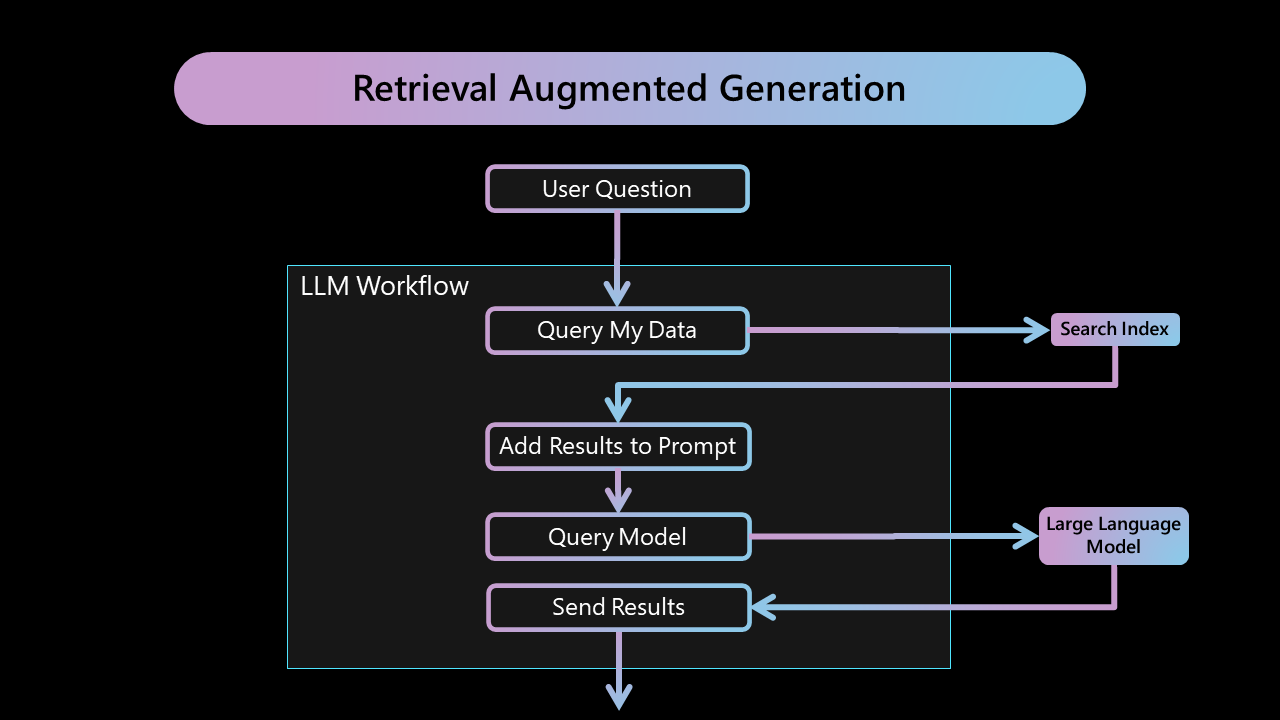 Retrieval Augmented Generation
User Question
LLM Workflow
Query My Data
Search Index
Add Results to Prompt
Query Model
Large Language
Model
Send Results